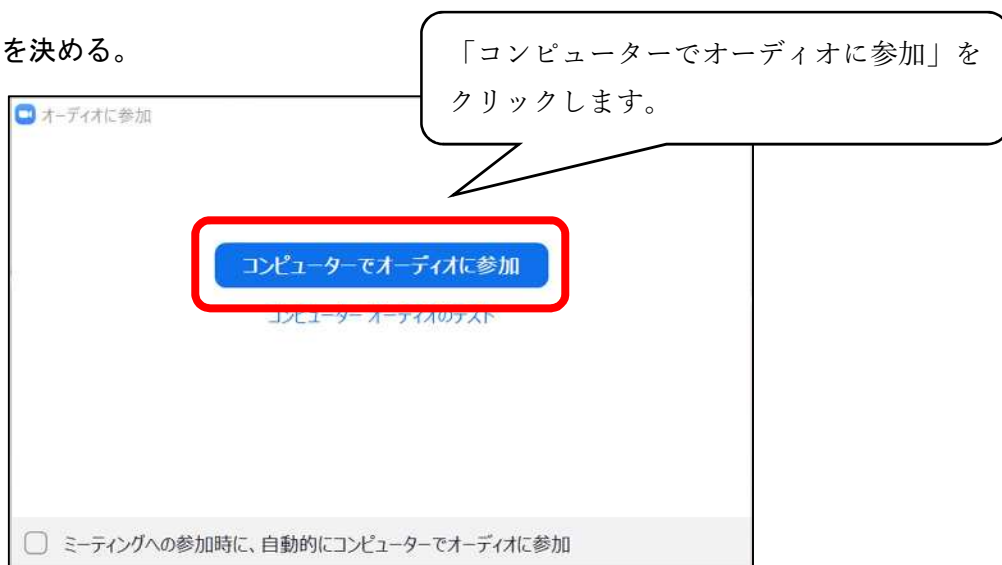 を決める。
「コンピューターでオーディオに参加」を
クリックします。
オーディオに参加
コンピューターでオーディオに参加
コンピューター オーディオのテスト
ミーティングへの参加時に、自動的にコンピューターでオーディオに参加